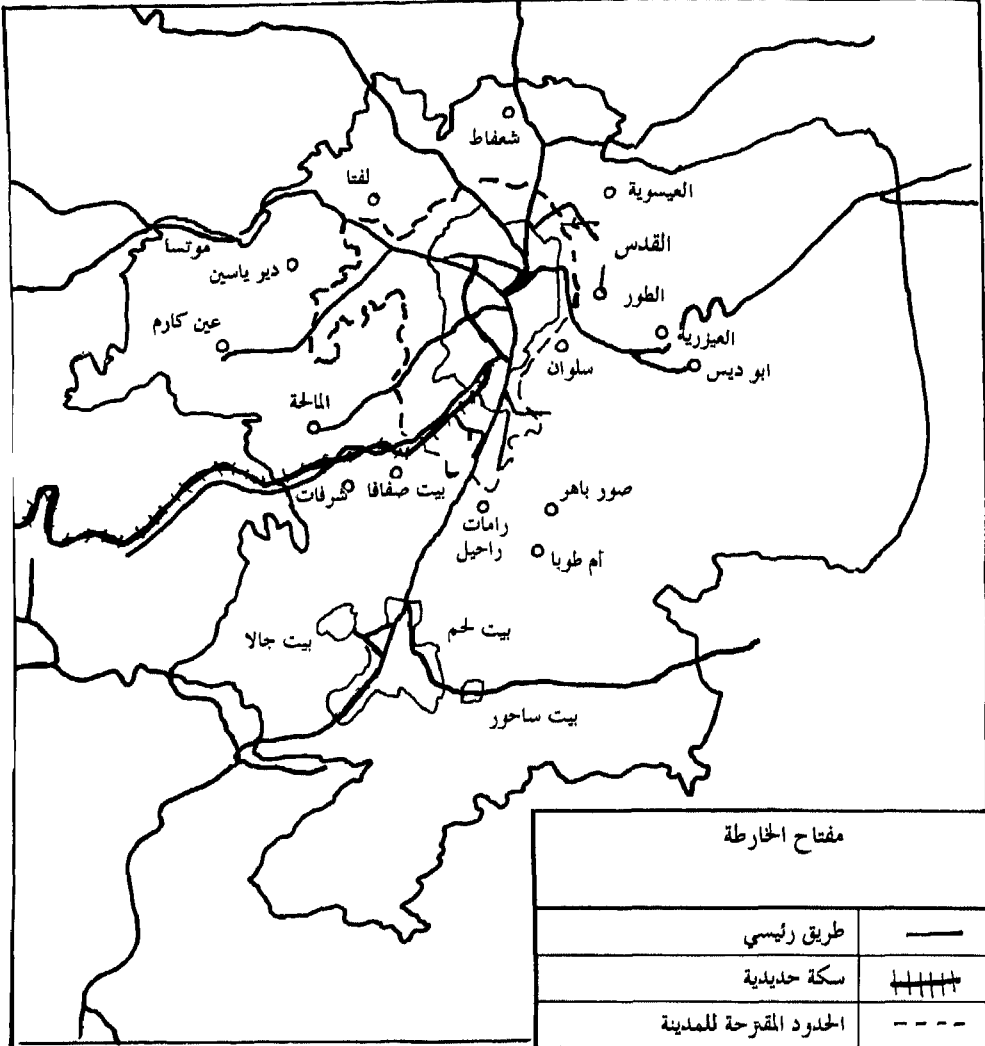 شعفاط
لفتا
العيسوية
موتسا
القدس
دير ياسين
الطور
عين كارم
العيزرية
سلوان
ابو ديس
المالحة
شرفات
بيت صفافا
صور باهر
رامات
راحيل
أم طوبا
بيت جالا
بيت لحم
بيت ساحور
مفتاح الخارطة
طريق رئيسي
سكة حديدية
الحدود المقترحة للمدينة